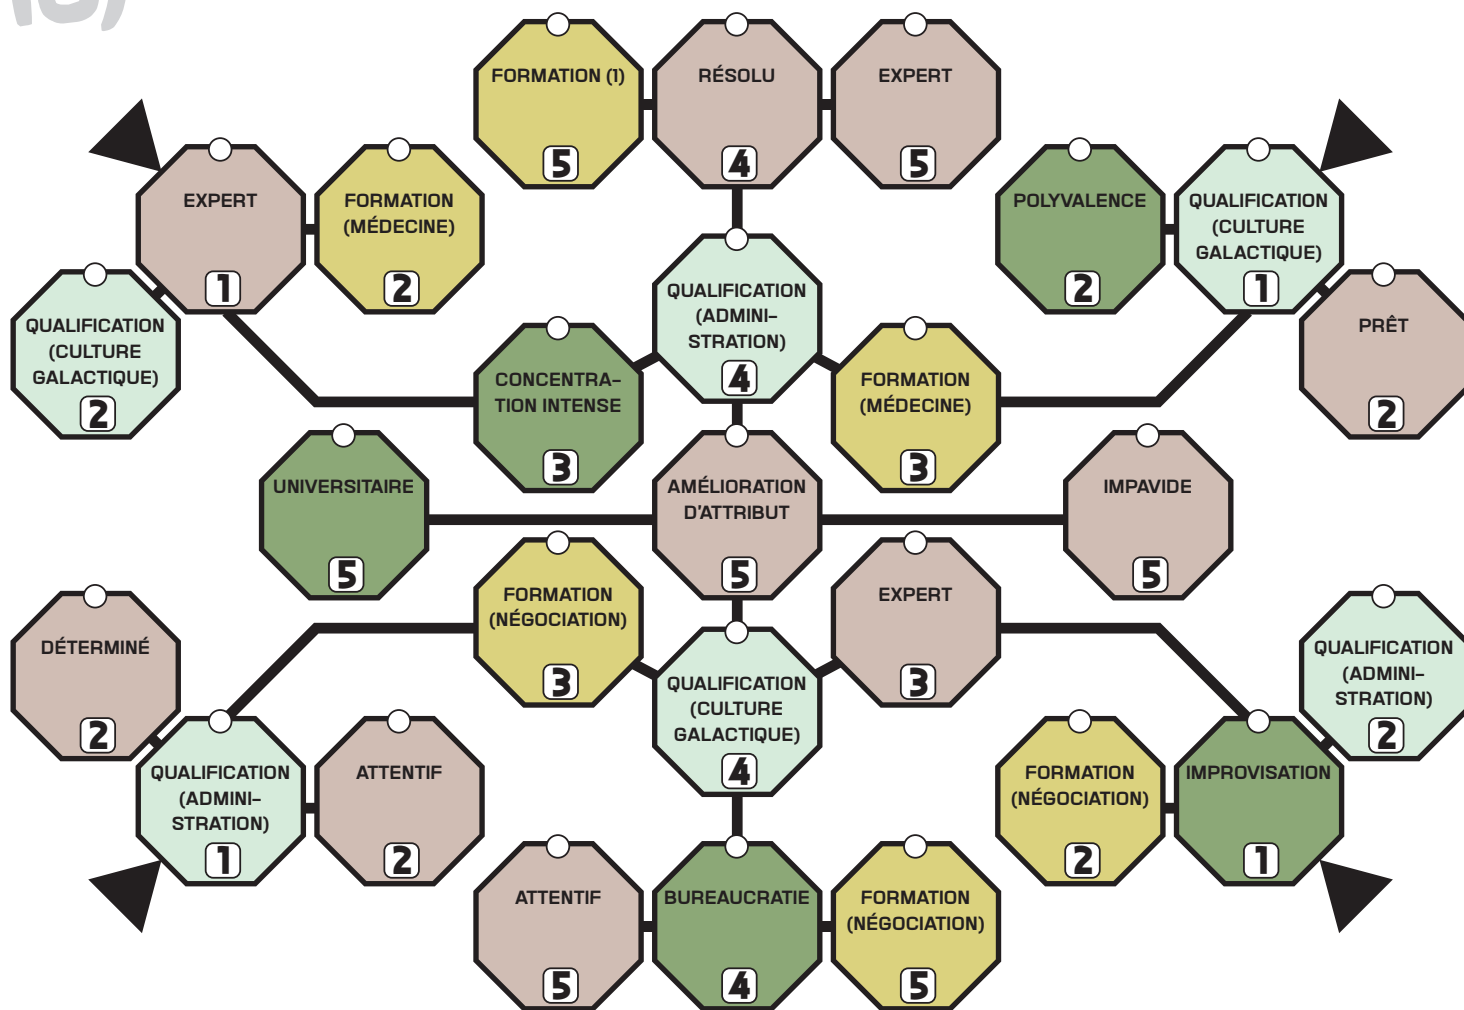 FORMATION (1)
5
RÉSOLU
4
EXPERT
5
EXPERT
1
FORMATION
(MÉDECINE)
2
POLYVALENCE
2
QUALIFICATION
(CULTURE
GALACTIQUE)
1
QUALIFICATION
(CULTURE
GALACTIQUE)
2
QUALIFICATION
(ADMINI-
STRATION)
4
PRÊT
2
CONCENTRA-
TION INTENSE
3
FORMATION
(MÉDECINE)
3
UNIVERSITAIRE
5
AMÉLIORATION
D'ATTRIBUT
5
IMPAVIDE
5
FORMATION
(NÉGOCIATION)
3
EXPERT
3
DÉTERMINÉ
2
QUALIFICATION
(CULTURE
GALACTIQUE)
4
QUALIFICATION
(ADMINI-
STRATION)
2
QUALIFICATION
(ADMINI-
STRATION)
1
ATTENTIF
2
FORMATION
(NÉGOCIATION)
2
IMPROVISATION
1
ATTENTIF
5
BUREAUCRATIE
4
FORMATION
(NÉGOCIATION)
5